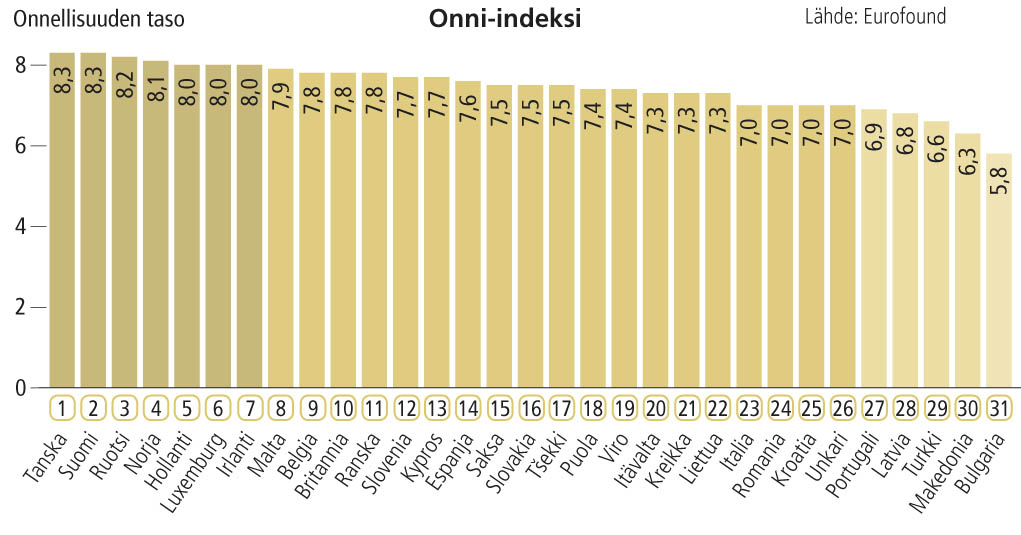 Onnellisuuden taso
Onni-indeksi
Lähde: Eurofound
8
6
4
2
0
8,3
8,3
8,2
8,1
8,0
8,0
8,0
7,9
7,8
7,8
7,8
7,7
7,7
7,6
7,5
7,5
7,5
7,4
7,4
7,3
7,3
7,3
7,0
7,0
7,0
7,0
6,9
6,8
6,6
6,3
5,8
1 2 3 4 5 6 7 8 9 10 11 12 13 14 15 16 17 18 19 20 21 22 23 24 25 26 27 28 29 30 31
Tanska
Suomi
Ruotsi
Norja
Hollanti
Luxemburg
Irlanti
Malta
Belgia
Britannia
Ranska
Slovenia
Kypros
Espanja
Saksa
Slovakia
Tšekki
Puola
Viro
Itävalta
Kreikka
Liettua
Italia
Romania
Kroatia
Unkari
Portugali
Latvia
Turkki
Makedonia
Bulgaria